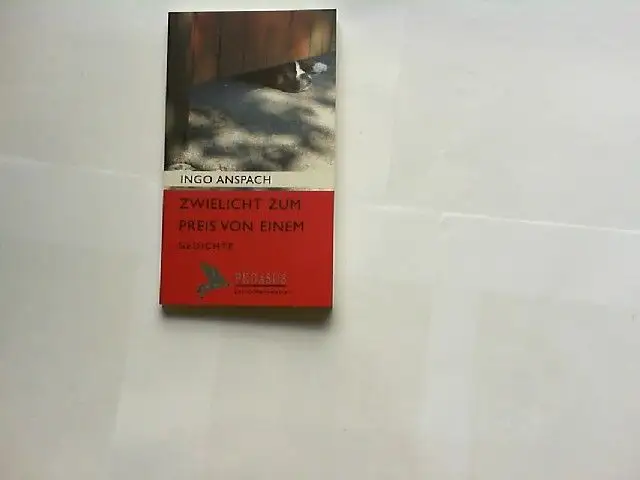 INGO ANSPACH
ZWIELICHT ZUM
PREIS VON EINEM
GEDICHTE
PEGASUS